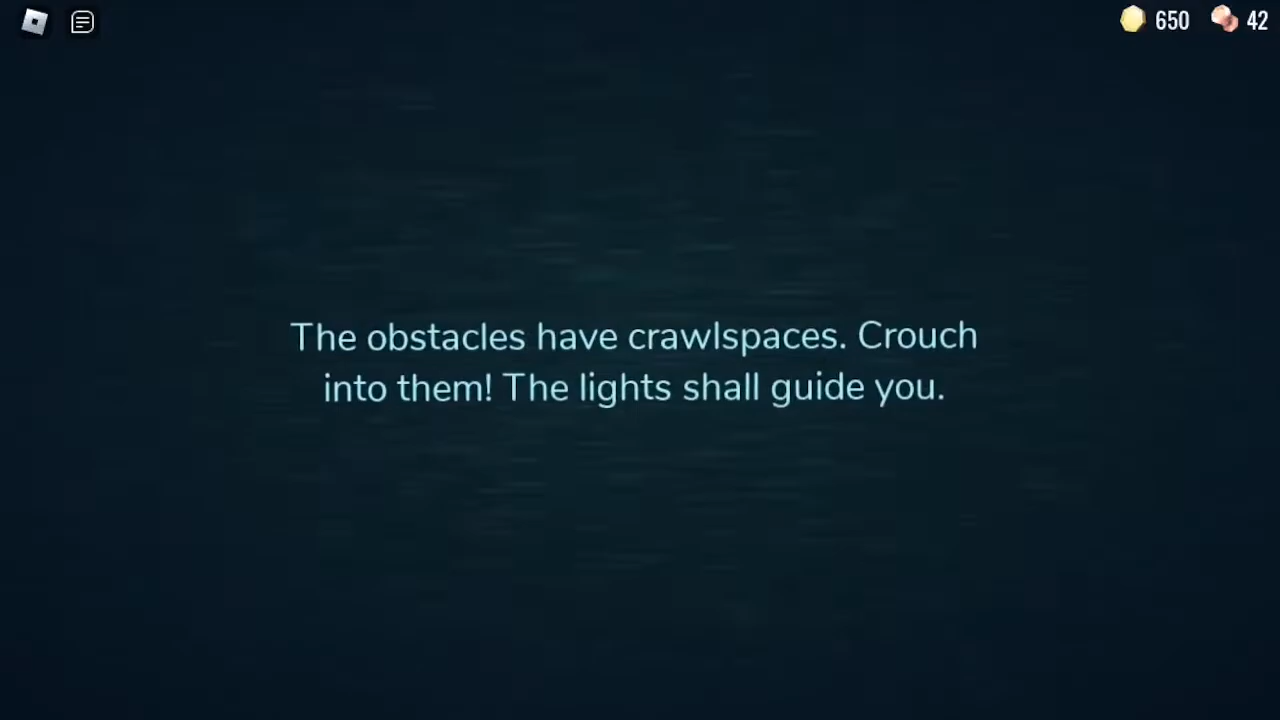 650 42
The obstacles have crawlspaces. Crouch
into them! The lights shall guide you.